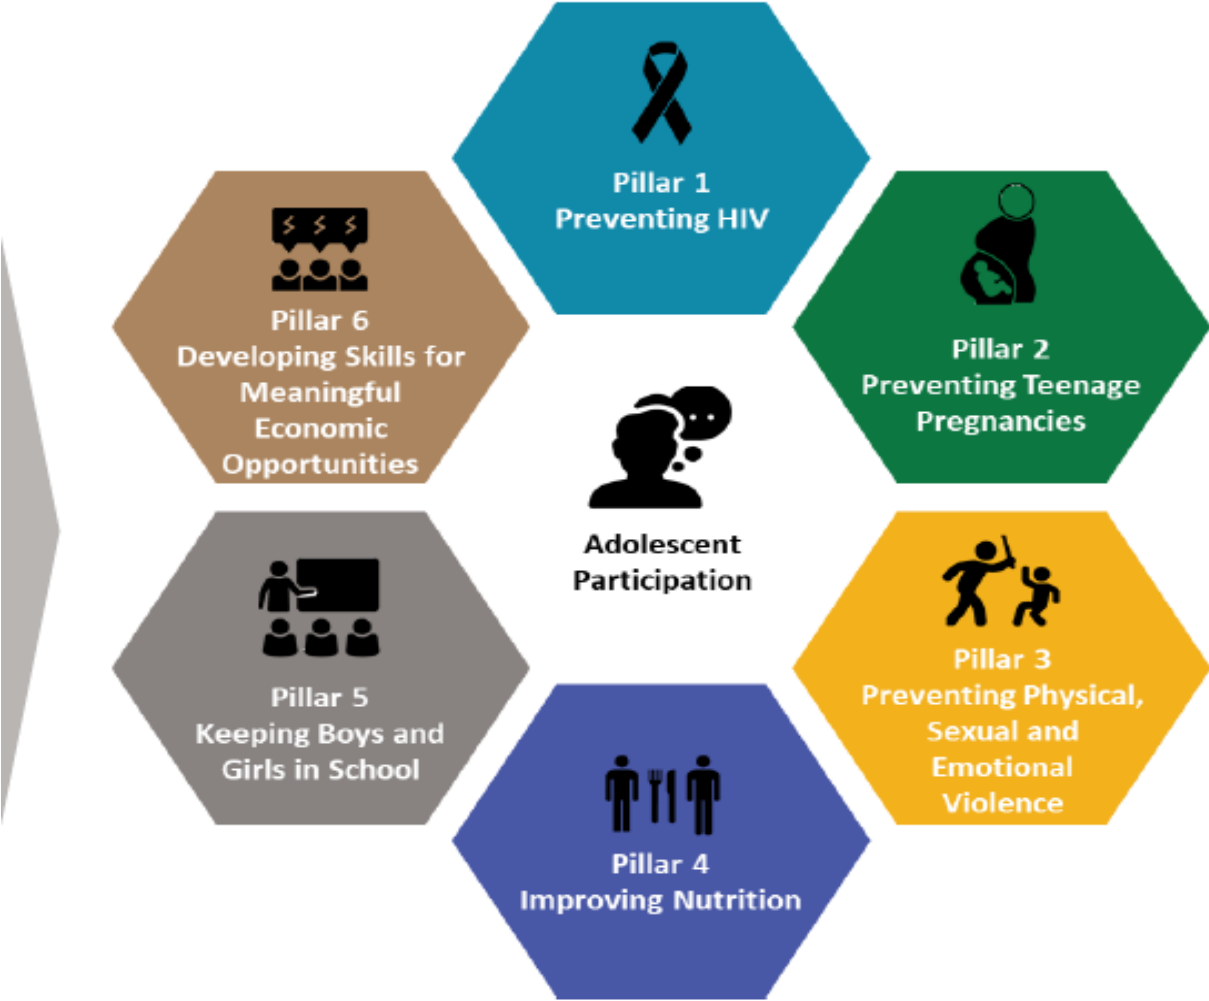 Pillar 1
Preventing HIV
Pillar 2
Preventing Teenage
Pregnancies
Pillar 3
Preventing Physical,
Sexual and
Emotional
Violence
Pillar 4
Improving Nutrition
Pillar 5
Keeping Boys and
Girls in School
Pillar 6
Developing Skills for
Meaningful
Economic
Opportunities
Adolescent
Participation